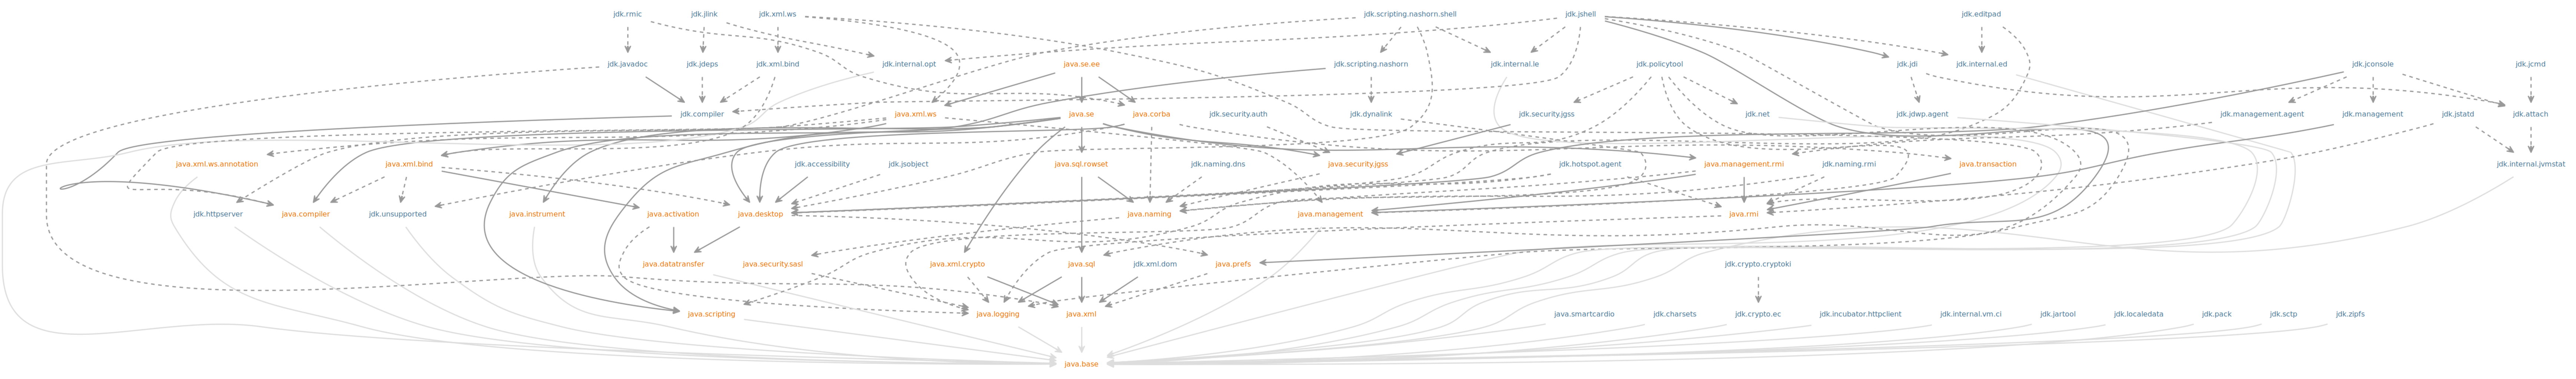 jdk.rmic jdk.jlink jdk.xml.ws jdk.scripting.nashorn.shell jdk.jshell jdk.editpad
jdk.javadoc jdk.jdeps jdk.xml.bind jdk.internal.opt java.se.ee jdk.scripting.nashorn jdk.internal.le jdk.policytool jdk.jdi jdk.internal.ed jdk.jconsole jdk.jcmd
jdk.compiler java.xml.ws java.se java.corba jdk.security.auth jdk.dynalink jdk.security.jgss jdk.net jdk.jdwp.agent jdk.management.agent jdk.management jdk.jstatd jdk.attach
java.xml.ws.annotation java.xml.bind jdk.accessibility jdk.jsobject java.sql.rowset jdk.naming.dns java.security.jgss jdk.hotspot.agent java.management.rmi jdk.naming.rmi java.transaction jdk.internal.jvmstat
jdk.httpserver java.compiler jdk.unsupported java.instrument java.activation java.desktop java.naming java.management java.rmi
java.datatransfer java.security.sasl java.xml.crypto java.sql jdk.xml.dom java.prefs jdk.crypto.cryptoki
java.scripting java.logging java.xml java.smartcardio jdk.charsets jdk.crypto.ec jdk.incubator.httpclient jdk.internal.vm.ci jdk.jartool jdk.localedata jdk.pack jdk.sctp jdk.zipfs
java.base